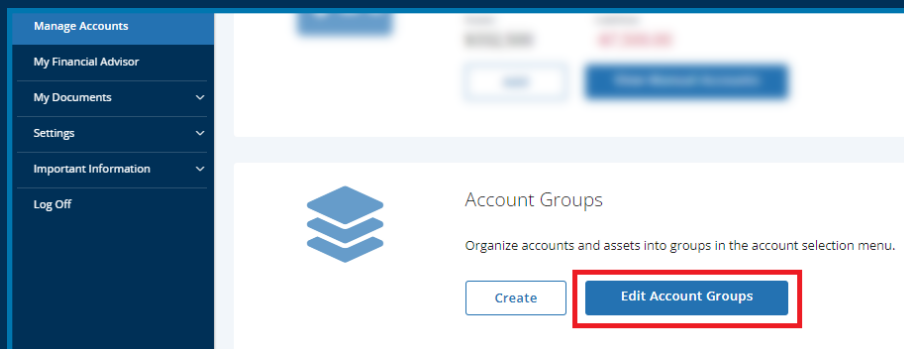 Manage Accounts
My Financial Advisor
My Documents
Settings
Important Information
Log Off
Account Groups
Organize accounts and assets into groups in the account selection menu.
Create
Edit Account Groups